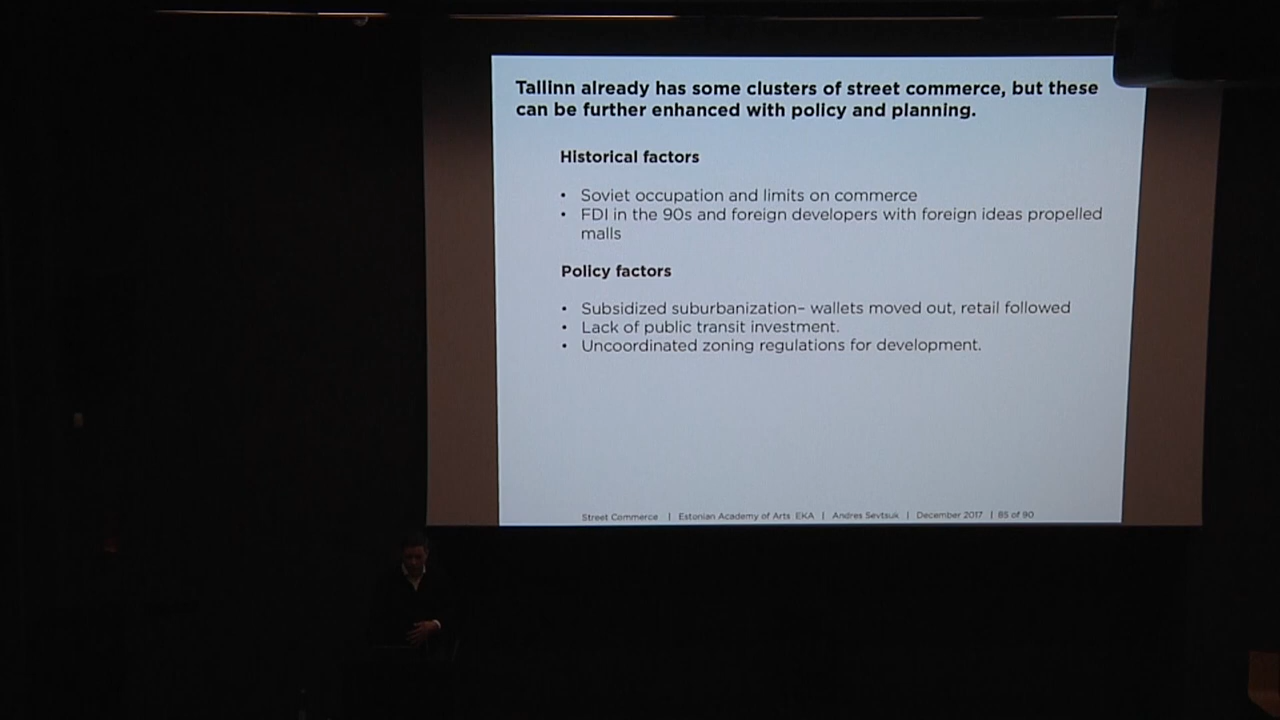 Tallinn already has some clusters of street commerce, but these
can be further enhanced with policy and planning.
Historical factors
• Soviet occupation and limits on commerce
• FDI in the 90s and foreign developers with foreign ideas propelled
malls
Policy factors
• Subsidized suburbanization– wallets moved out, retail followed
• Lack of public transit investment.
• Uncoordinated zoning regulations for development.
Street Commerce | Estonian Academy of Arts EKA | Andres Sevtsuk | December 2017 | 85 of 90